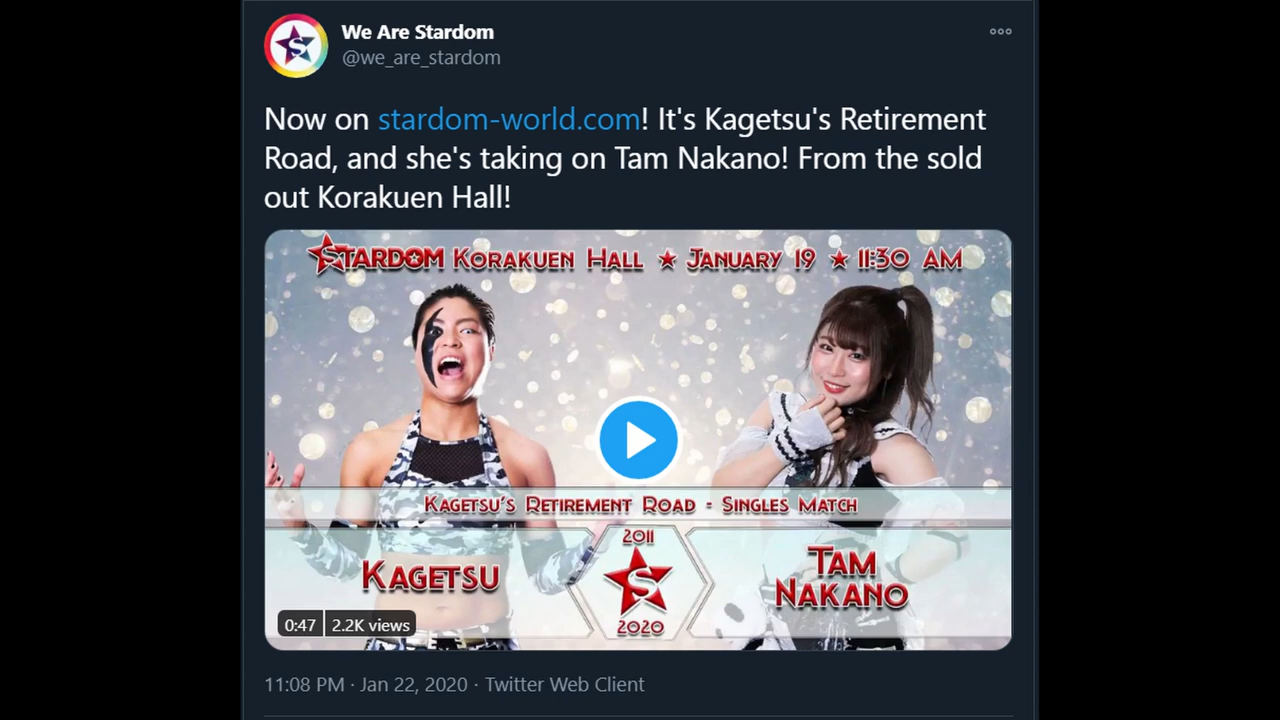 We Are Stardom
@we_are_stardom
Now on stardom-world.com! It's Kagetsu's Retirement
Road, and she's taking on Tam Nakano! From the sold
out Korakuen Hall!
STARDOM KORAKUEN HALL ★ JANUARY 19 ★ 11:30 AM
KAGETSU'S RETIREMENT ROAD - SINGLES MATCH
KAGETSU
2011
S
2020
TAM
NAKANO
0:47 2.2K views
11:08 PM · Jan 22, 2020 · Twitter Web Client